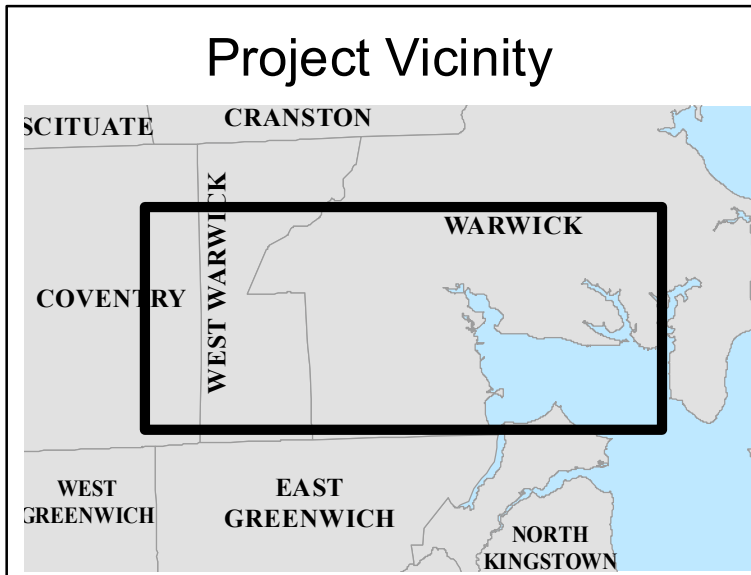 Project Vicinity
SCITUATE
CRANSTON
WARWICK
COVENTRY
WEST WARWICK
WEST
GREENWICH
EAST
GREENWICH
NORTH
KINGSTOWN